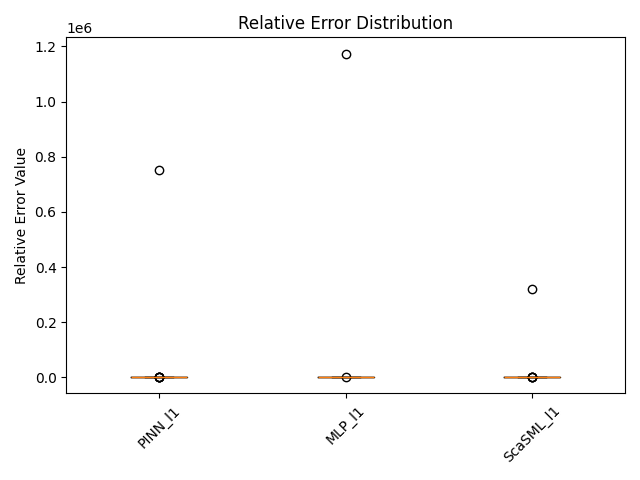 Relative Error Distribution
1e6
Relative Error Value
1.2
1.0
0.8
0.6
0.4
0.2
0.0
PINN_l1
MLP_l1
ScaSML_l1